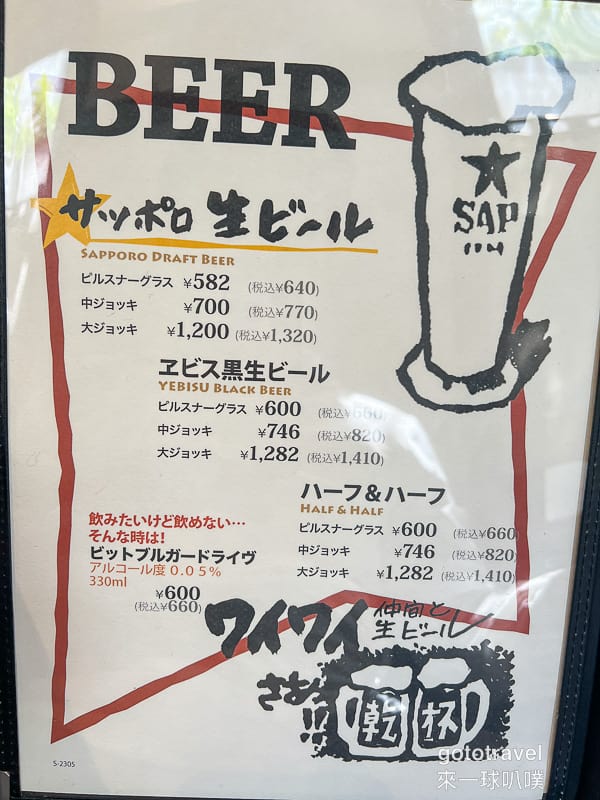 BEER
SAP
サッポロ 生ビール
SAPPORO DRAFT BEER
ピルスナーグラス ¥582 (税込¥640)
中ジョッキ ¥700 (税込¥770)
大ジョッキ ¥1,200 (税込¥1,320)
ヱビス黒生ビール
YEBISU BLACK BEER
ピルスナーグラス ¥600 (税込¥660)
中ジョッキ ¥746 (税込¥820)
大ジョッキ ¥1,282 (税込¥1,410)
ハーフ&ハーフ
HALF & HALF
ピルスナーグラス ¥600 (税込¥660)
中ジョッキ ¥746 (税込¥820)
大ジョッキ ¥1,282 (税込¥1,410)
飲みたいけど飲めない…
そんな時は!
ビットブルガードライヴ
アルコール度 0.05%
330ml
¥600
(税込¥660)
ワイワイ 仲間と
生ビール
さあ!!
乾杯
S-2305
gototravel
來一球叭噗